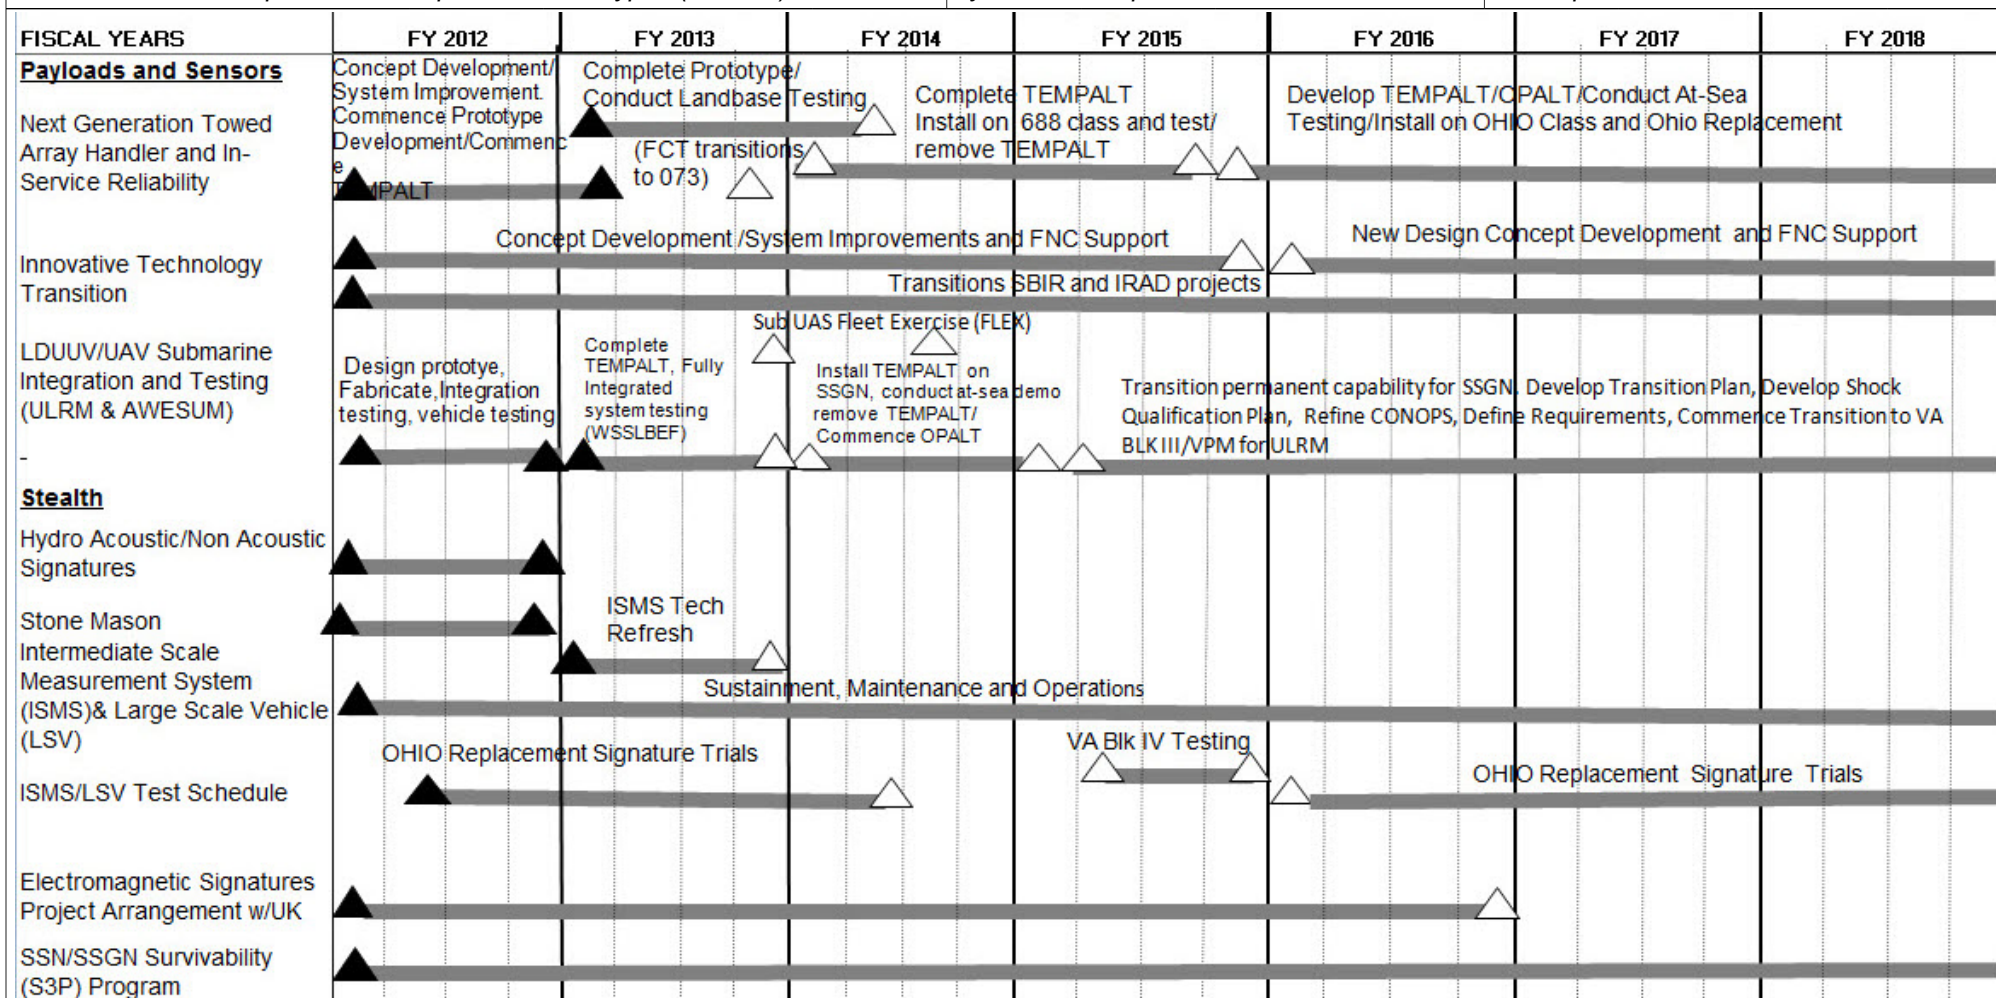 FISCAL YEARS FY 2012 FY 2013 FY 2014 FY 2015 FY 2016 FY 2017 FY 2018
Payloads and Sensors
Next Generation Towed
Array Handler and In-
Service Reliability
Concept Development/
System Improvement.
Commence Prototype
Development/Commenc
e
TEMPALT
Complete Prototype/
Conduct Landbase Testing
(FCT transitions
to 073)
Complete TEMPALT
Install on 688 class and test/
remove TEMPALT
Develop TEMPALT/OPALT/Conduct At-Sea
Testing/Install on OHIO Class and Ohio Replacement
Innovative Technology
Transition
Concept Development /System Improvements and FNC Support
New Design Concept Development and FNC Support
Transitions SBIR and IRAD projects
LDUUV/UAV Submarine
Integration and Testing
(ULRM & AWESUM)
-
Design prototye,
Fabricate,Integration
testing, vehicle testing
Complete
TEMPALT, Fully
Integrated
system testing
(WSSLBEF)
Sub UAS Fleet Exercise (FLEX)
Install TEMPALT on
SSGN, conduct at-sea demo
remove TEMPALT/
Commence OPALT
Transition permanent capability for SSGN, Develop Transition Plan, Develop Shock
Qualification Plan, Refine CONOPS, Define Requirements, Commence Transition to VA
BLK III/VPM for ULRM
Stealth
Hydro Acoustic/Non Acoustic
Signatures
Stone Mason
Intermediate Scale
Measurement System
(ISMS)& Large Scale Vehicle
(LSV)
ISMS Tech
Refresh
Sustainment, Maintenance and Operations
ISMS/LSV Test Schedule
OHIO Replacement Signature Trials
VA Blk IV Testing
OHIO Replacement Signature Trials
Electromagnetic Signatures
Project Arrangement w/UK
SSN/SSGN Survivability
(S3P) Program